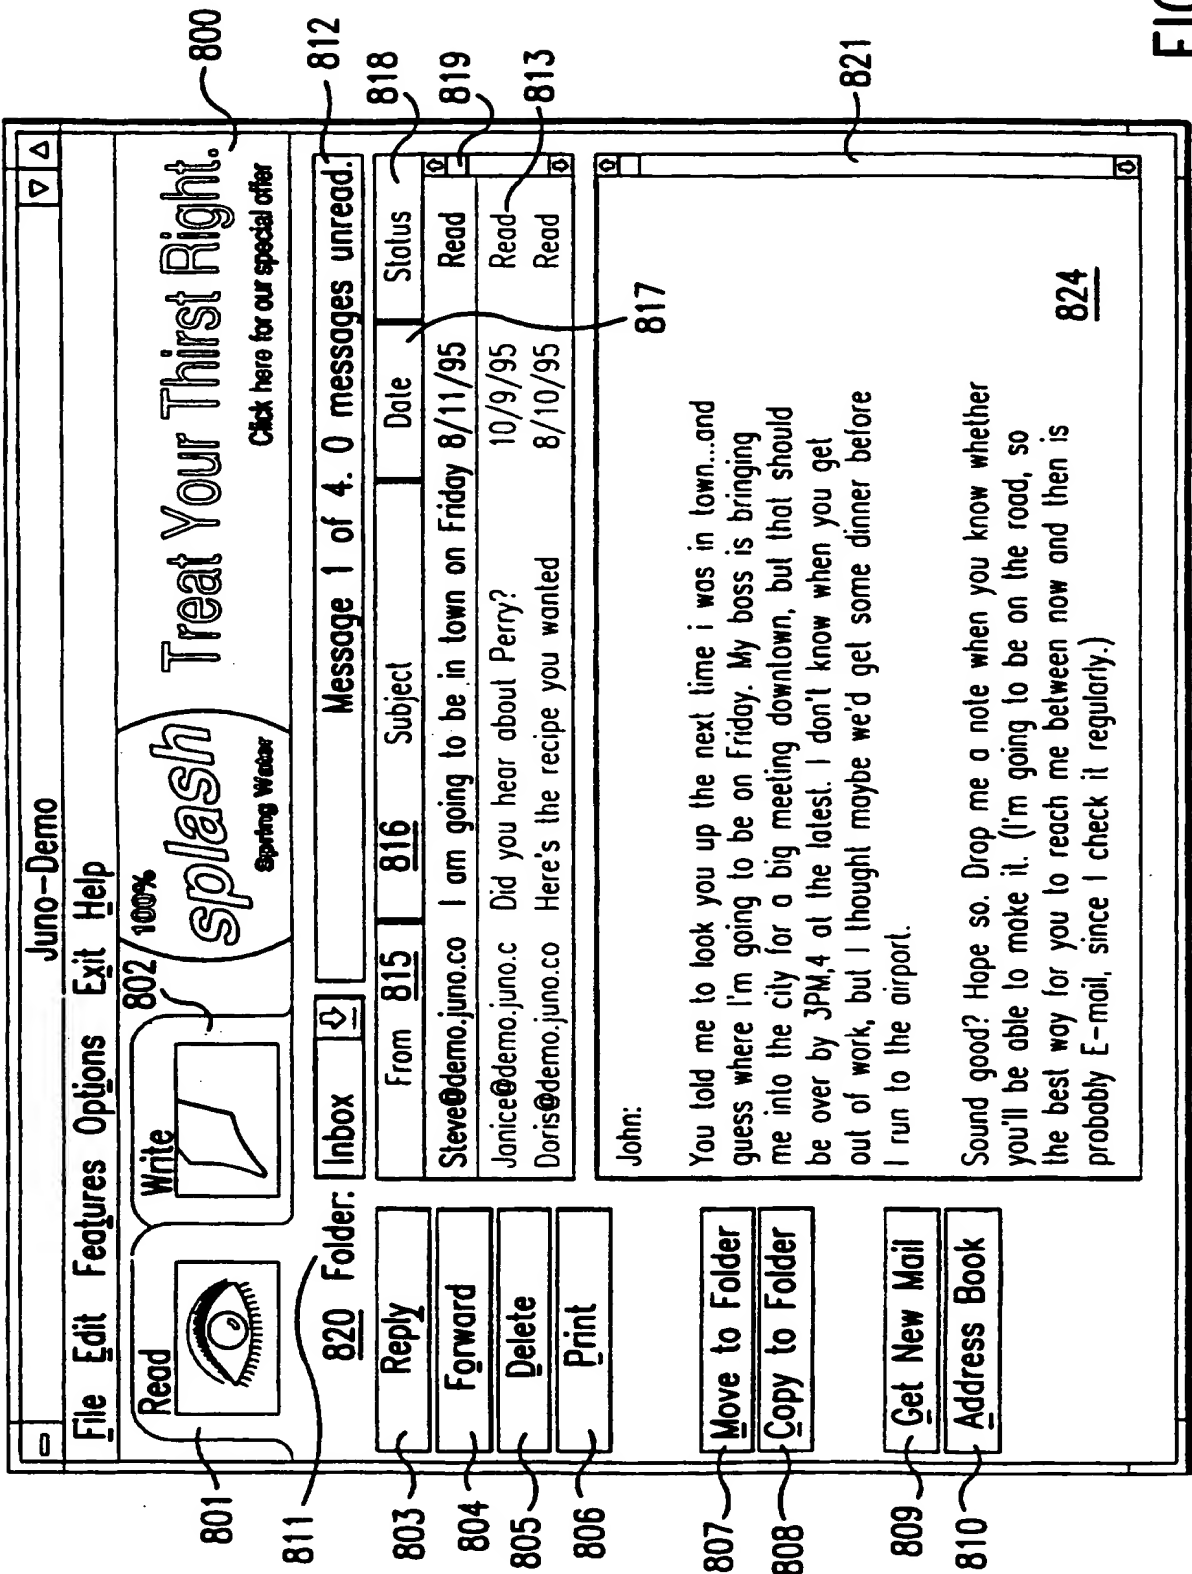 Juno-Demo
File Edit Features Options Exit Help
Read
Write
802
100%
splash
Spring Water
Treat Your Thirst Right.
Click here for our special offer
800
801
811
820 Folder: Inbox
Message 1 of 4. 0 messages unread.
812
From 815 816 Subject Date Status
818
Steve@demo.juno.co I am going to be in town on Friday 8/11/95 Read
819
Janice@demo.juno.c Did you hear about Perry? 10/9/95 Read
813
Doris@demo.juno.co Here's the recipe you wanted 8/10/95 Read
803 Reply
804 Forward
805 Delete
806 Print
817
John:
You told me to look you up the next time i was in town...and
guess where I'm going to be on Friday. My boss is bringing
me into the city for a big meeting downtown, but that should
be over by 3PM,4 at the latest. I don't know when you get
out of work, but I thought maybe we'd get some dinner before
I run to the airport.
821
Sound good? Hope so. Drop me a note when you know whether
you'll be able to make it. (I'm going to be on the road, so
the best way for you to reach me between now and then is
probably E-mail, since I check it regularly.)
824
807 Move to Folder
808 Copy to Folder
809 Get New Mail
810 Address Book